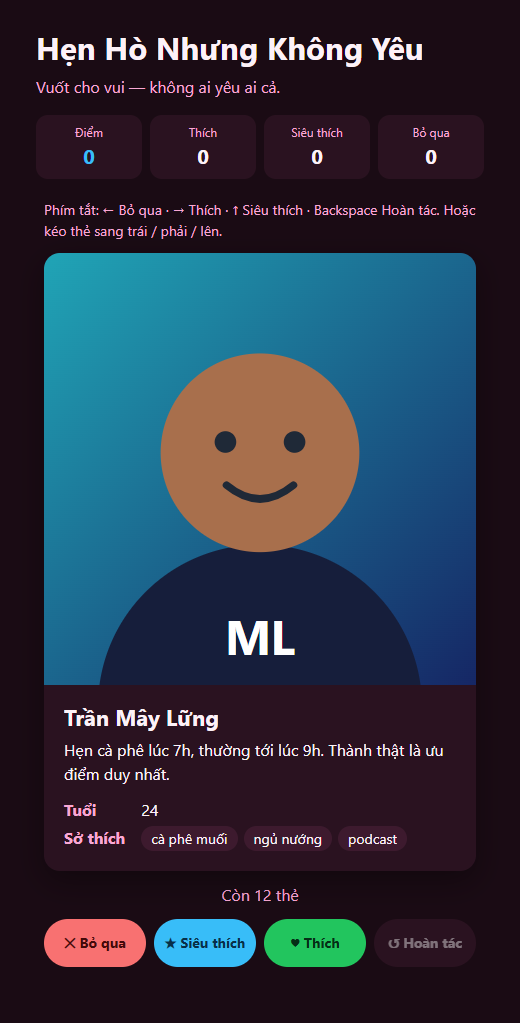 Hẹn Hò Nhưng Không Yêu
Vuốt cho vui — không ai yêu ai cả.
Điểm
0
Thích
0
Siêu thích
0
Bỏ qua
0
Phím tắt: ← Bỏ qua · → Thích · ↑ Siêu thích · Backspace Hoàn tác. Hoặc
kéo thẻ sang trái / phải / lên.
ML
Trần Mây Lững
Hẹn cà phê lúc 7h, thường tới lúc 9h. Thành thật là ưu
điểm duy nhất.
Tuổi 24
Sở thích cà phê muối ngủ nướng podcast
Còn 12 thẻ
✕ Bỏ qua ★ Siêu thích ♥ Thích ↺ Hoàn tác